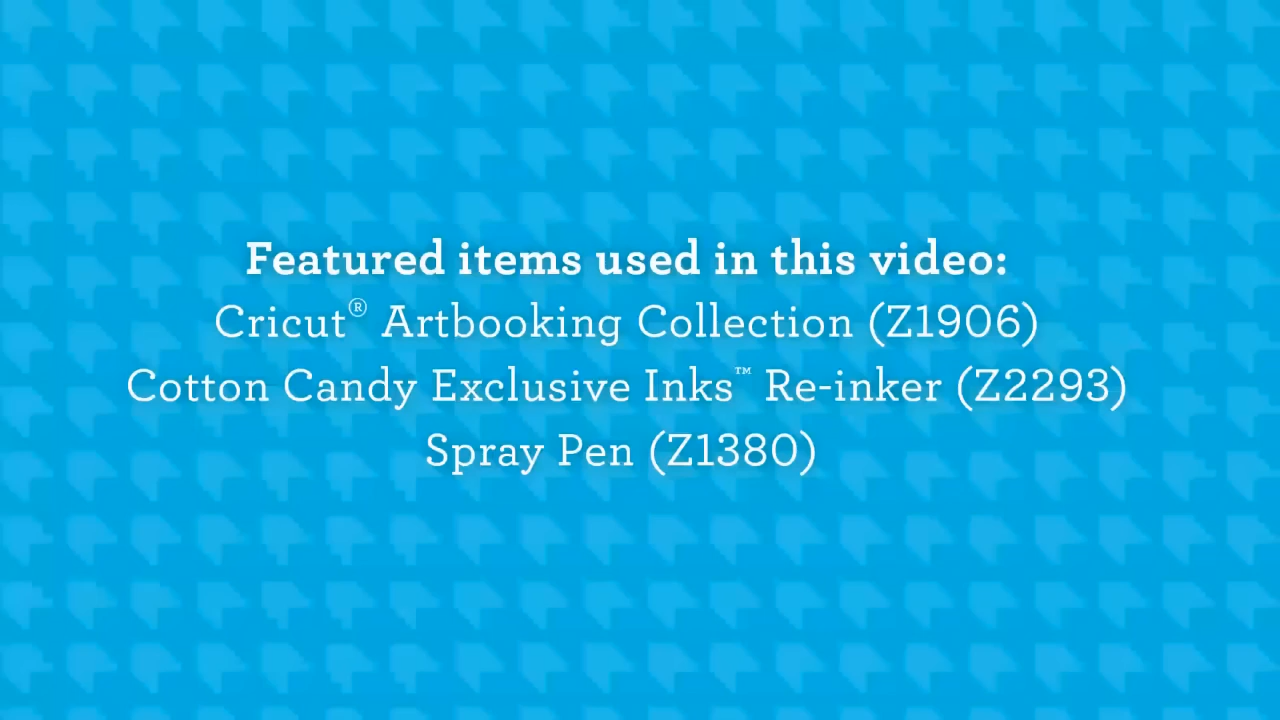 Featured items used in this video:
Cricut® Artbooking Collection (Z1906)
Cotton Candy Exclusive Inks™ Re-inker (Z2293)
Spray Pen (Z1380)